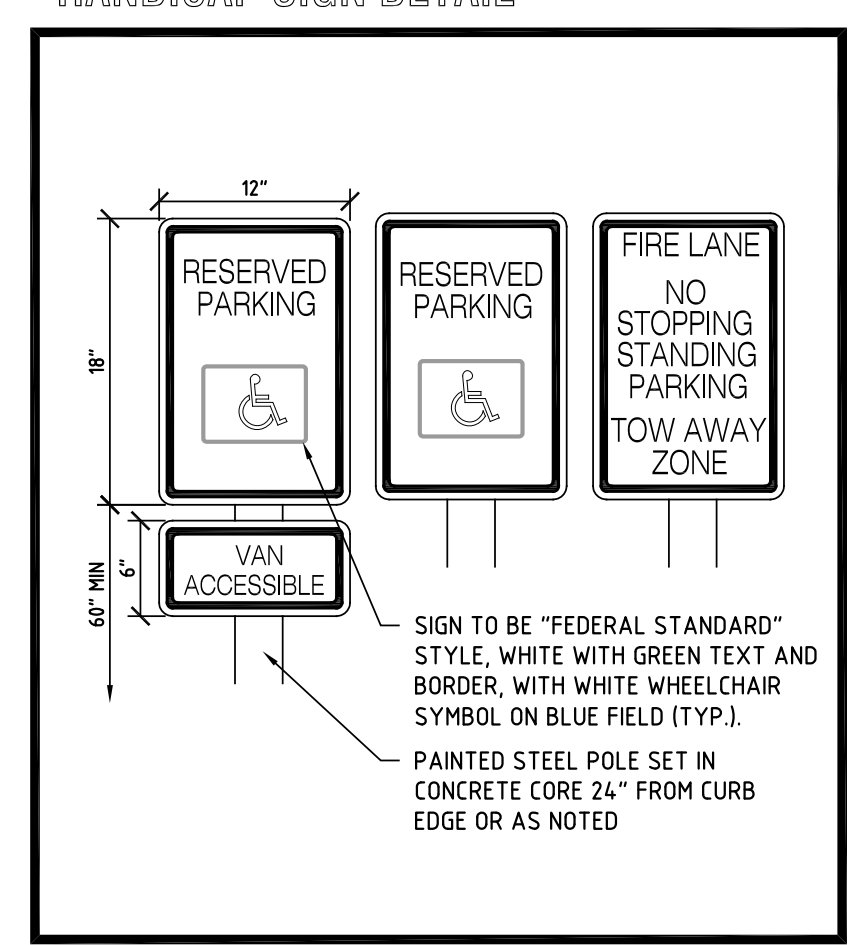 HANDICAP SIGN DETAIL
12"
18"
60" MIN
6"
RESERVED
PARKING
VAN
ACCESSIBLE
RESERVED
PARKING
FIRE LANE
NO
STOPPING
STANDING
PARKING
TOW AWAY
ZONE
SIGN TO BE "FEDERAL STANDARD"
STYLE, WHITE WITH GREEN TEXT AND
BORDER, WITH WHITE WHEELCHAIR
SYMBOL ON BLUE FIELD (TYP.).
PAINTED STEEL POLE SET IN
CONCRETE CORE 24" FROM CURB
EDGE OR AS NOTED